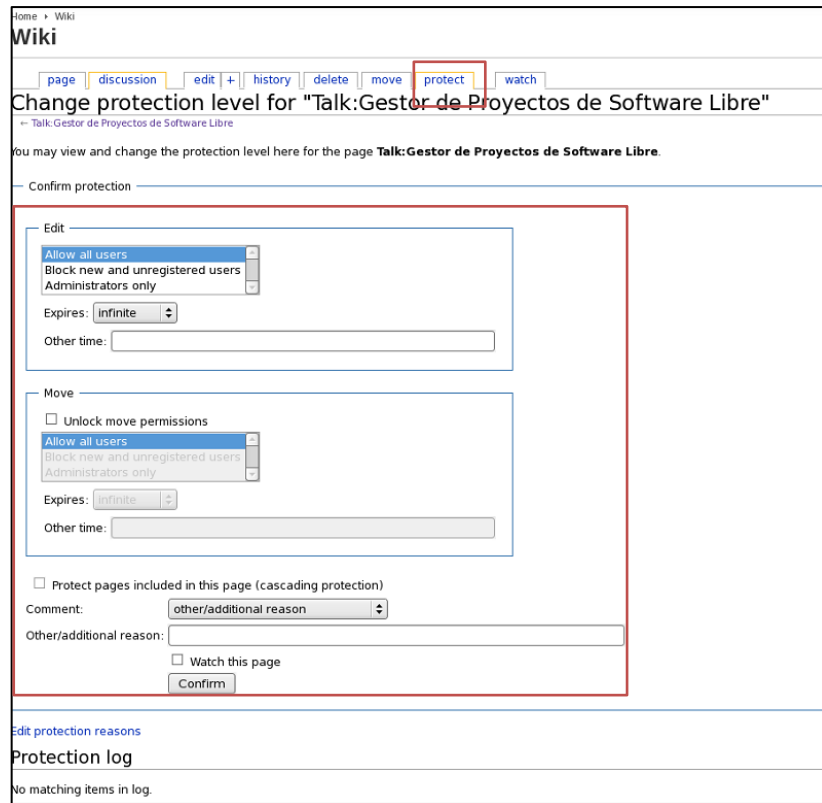 Home Wiki
Wiki
page discussion edit + history delete move protect watch
Change protection level for "Talk:Gestor de Proyectos de Software Libre"
← Talk:Gestor de Proyectos de Software Libre
You may view and change the protection level here for the page Talk:Gestor de Proyectos de Software Libre.
Confirm protection
Edit
Allow all users
Block new and unregistered users
Administrators only
Expires: infinite
Other time:
Move
Unlock move permissions
Allow all users
Block new and unregistered users
Administrators only
Expires: infinite
Other time:
Protect pages included in this page (cascading protection)
Comment: other/additional reason
Other/additional reason:
Watch this page
Confirm
Edit protection reasons
Protection log
No matching items in log.